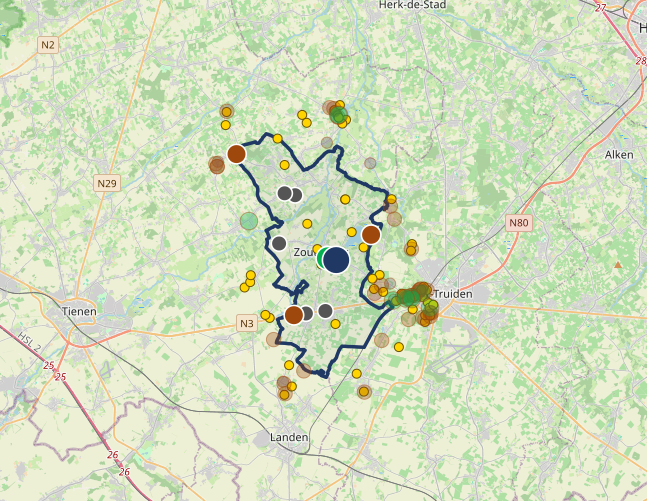 Herk-de-Stad
27
H
N2
28
Alken
N29
N80
Zou
Truiden
Tienen
N3
HSL 2
25
25
Landen
26
26